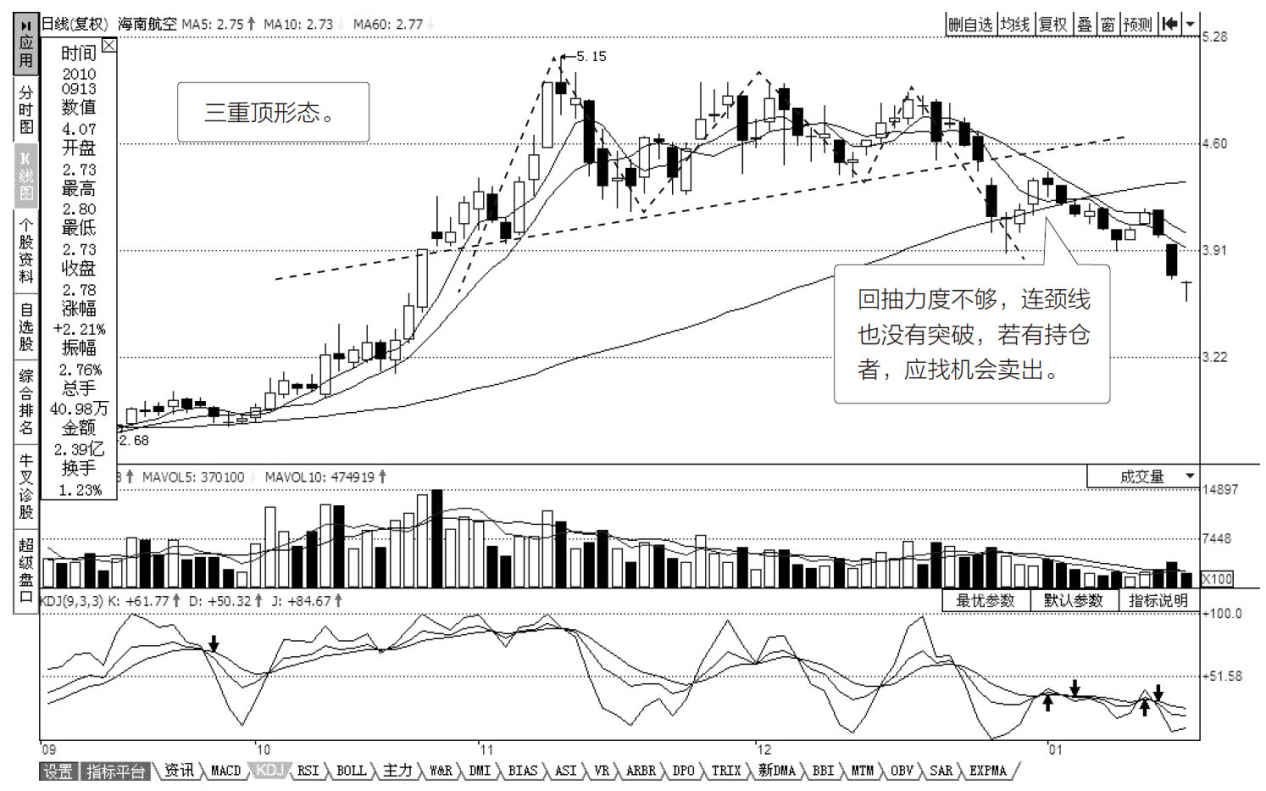 日线(复权) 海南航空 MA5: 2.75 MA10: 2.73 MA60: 2.77
删自选 均线 复权 叠 窗 预测
应用
分时图
K线图
个股资料
自选股
综合排名
牛叉诊股
超级盘口
时间
2010
0913
数值
4.07
开盘
2.73
最高
2.80
最低
2.73
收盘
2.78
涨幅
+2.21%
振幅
2.76%
总手
40.98万
金额
2.39亿
换手
1.23%
三重顶形态。
5.15
回抽力度不够，连颈线
也没有突破，若有持仓
者，应找机会卖出。
2.68
5.28
4.60
3.91
3.22
MAVOL5: 370100 MAVOL10: 474919
成交量
14897
7448
X100
KDJ(9,3,3) K: +61.77 D: +50.32 J: +84.67
最优参数 默认参数 指标说明
+100.0
+51.58
09 10 11 12 01
设置 指标平台 资讯 MACD KDJ RSI BOLL 主力 W&R DMI BIAS ASI VR ARBR DPO TRIX 新DMA BBI MTM OBV SAR EXPMA